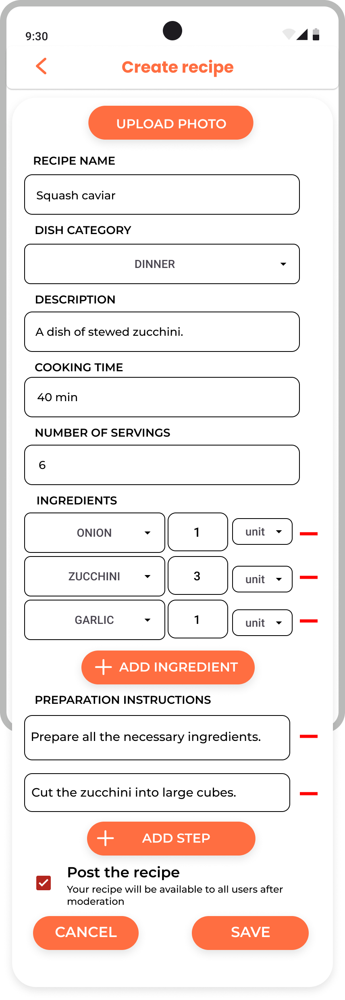 9:30
Create recipe
UPLOAD PHOTO
RECIPE NAME
Squash caviar
DISH CATEGORY
DINNER
DESCRIPTION
A dish of stewed zucchini.
COOKING TIME
40 min
NUMBER OF SERVINGS
6
INGREDIENTS
ONION 1 unit
ZUCCHINI 3 unit
GARLIC 1 unit
ADD INGREDIENT
PREPARATION INSTRUCTIONS
Prepare all the necessary ingredients.
Cut the zucchini into large cubes.
ADD STEP
Post the recipe
Your recipe will be available to all users after
moderation
CANCEL SAVE